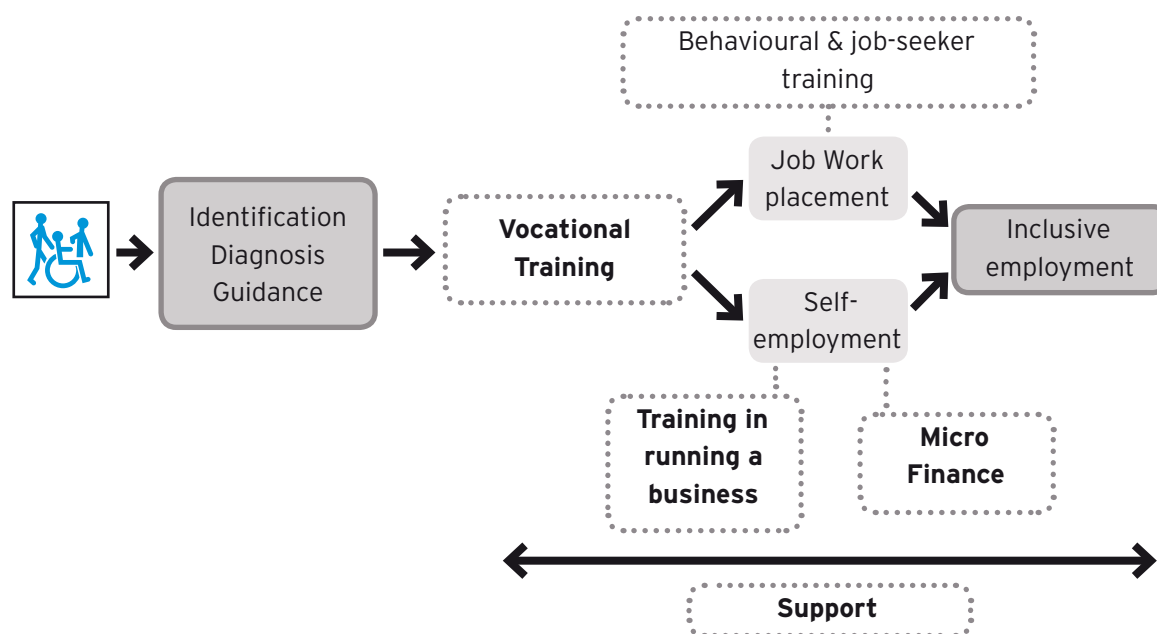 Behavioural & job-seeker
training
Identification
Diagnosis
Guidance
Vocational
Training
Job Work
placement
Self-
employment
Inclusive
employment
Training in
running a
business
Micro
Finance
Support